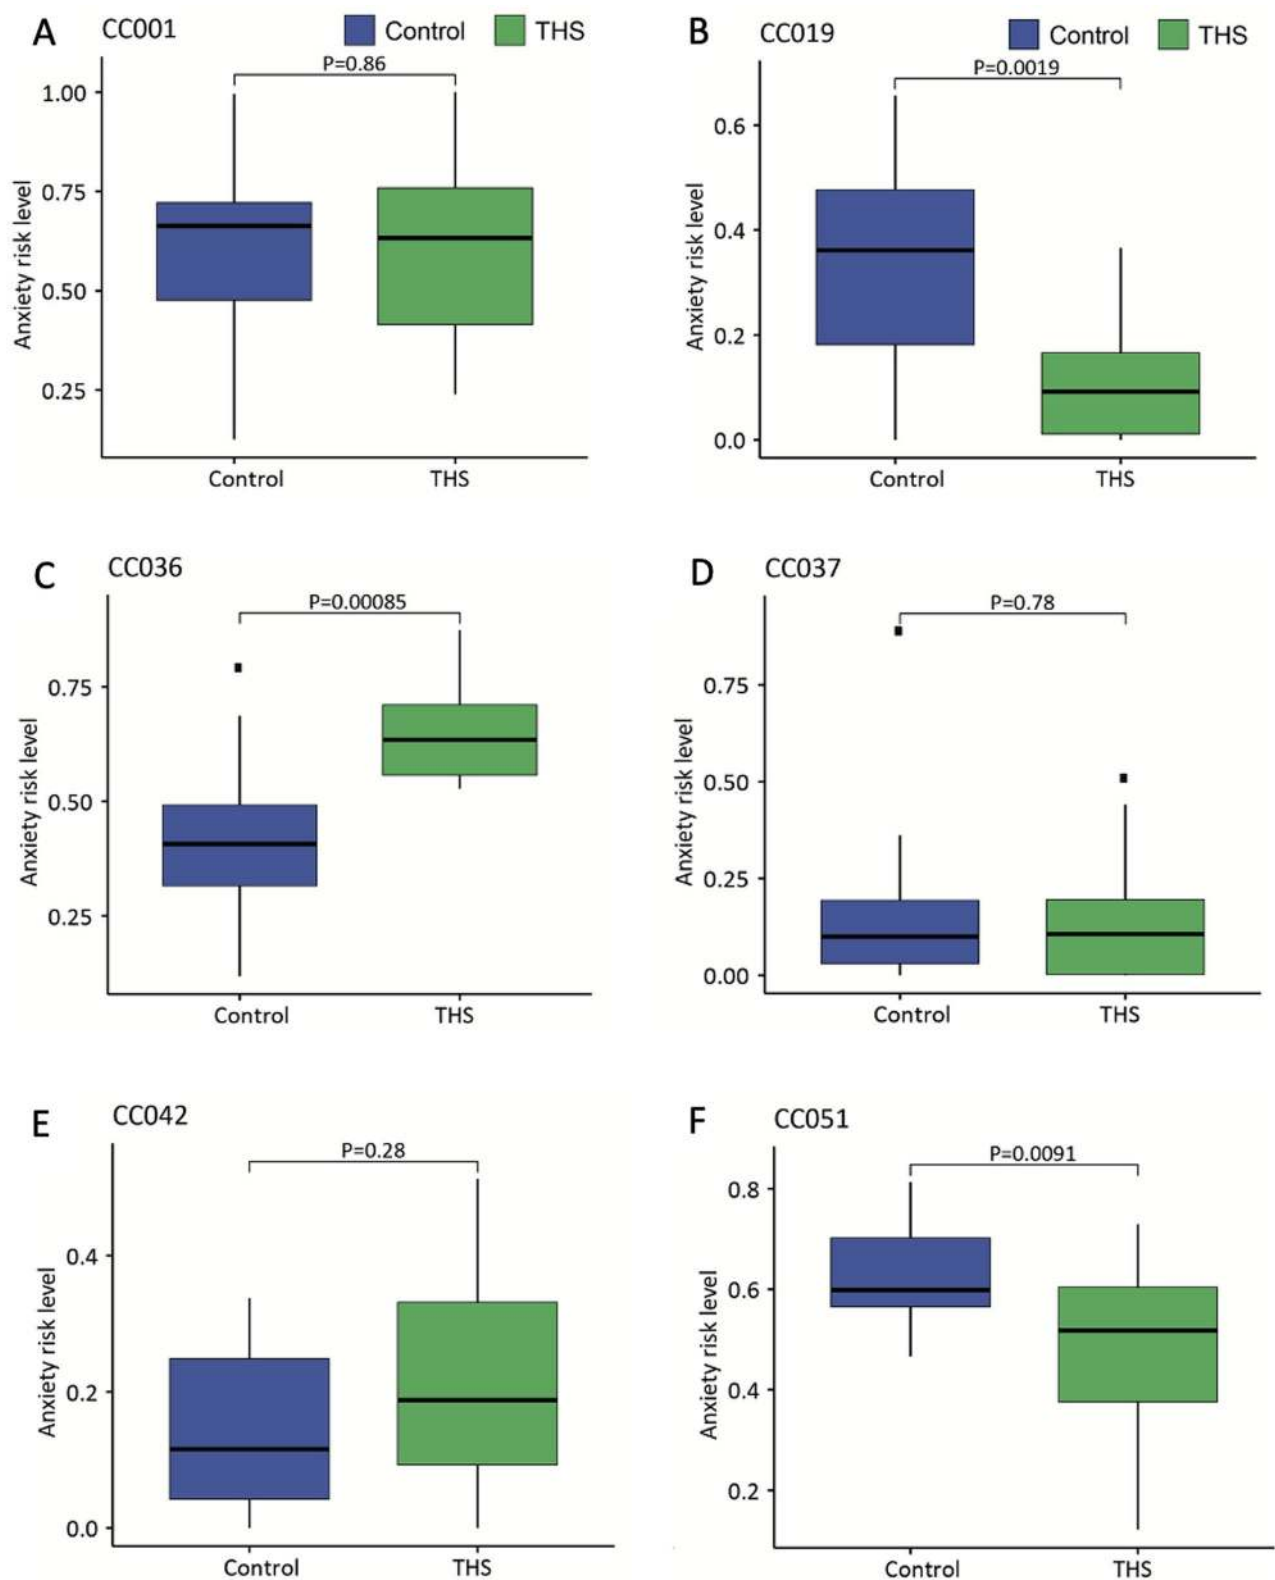 A CC001 Control THS
P=0.86
1.00
0.75
0.50
0.25
Anxiety risk level
Control THS
B CC019 Control THS
P=0.0019
0.6
0.4
0.2
0.0
Anxiety risk level
Control THS
C CC036
P=0.00085
0.75
0.50
0.25
Anxiety risk level
Control THS
D CC037
P=0.78
0.75
0.50
0.25
0.00
Anxiety risk level
Control THS
E CC042
P=0.28
0.4
0.2
0.0
Anxiety risk level
Control THS
F CC051
P=0.0091
0.8
0.6
0.4
0.2
Anxiety risk level
Control THS